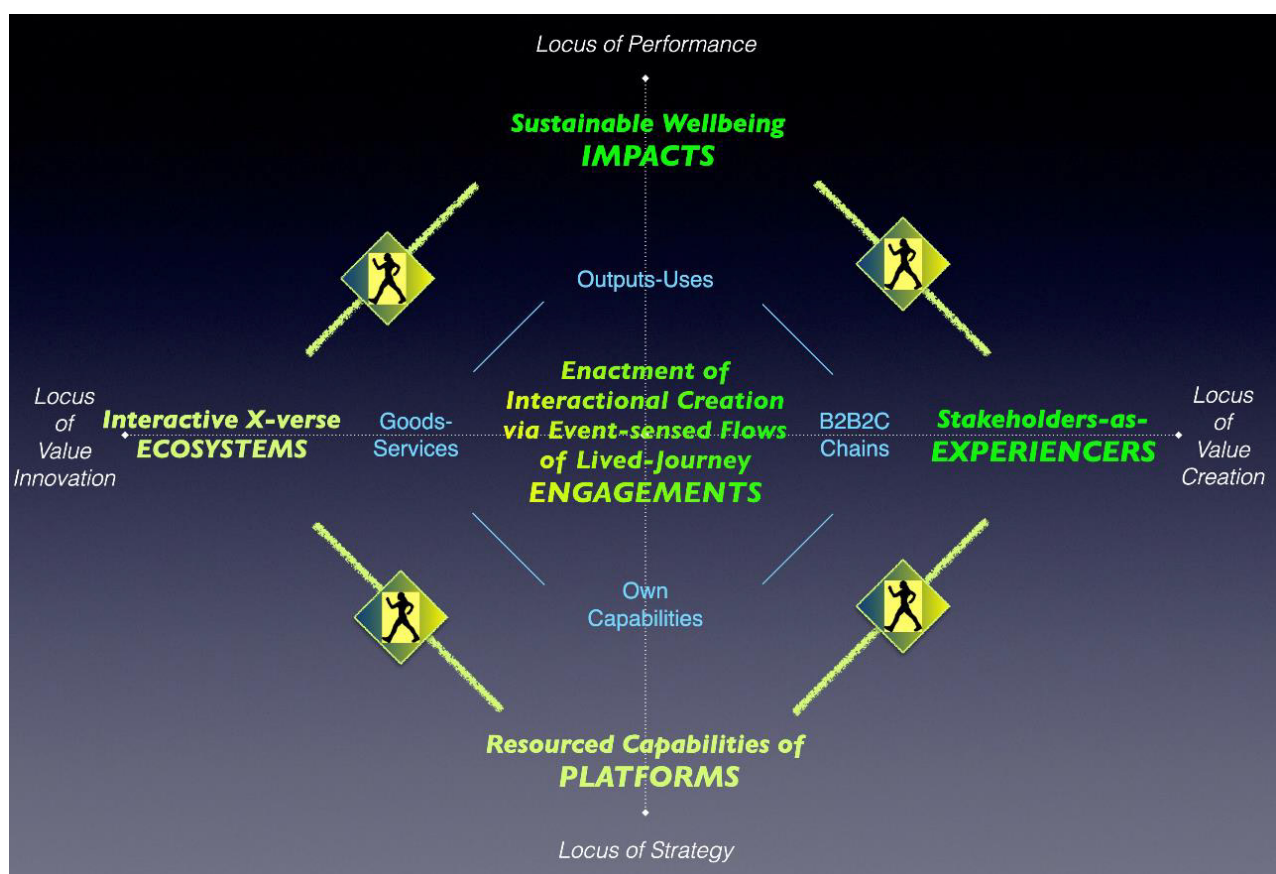 Locus of Performance
Sustainable Wellbeing
IMPACTS
Outputs-Uses
Locus
of
Value
Innovation
Interactive X-verse
ECOSYSTEMS
Goods-
Services
Enactment of
Interactional Creation
via Event-sensed Flows
of Lived-Journey
ENGAGEMENTS
B2B2C
Chains
Stakeholders-as-
EXPERIENCERS
Locus
of
Value
Creation
Own
Capabilities
Resourced Capabilities of
PLATFORMS
Locus of Strategy